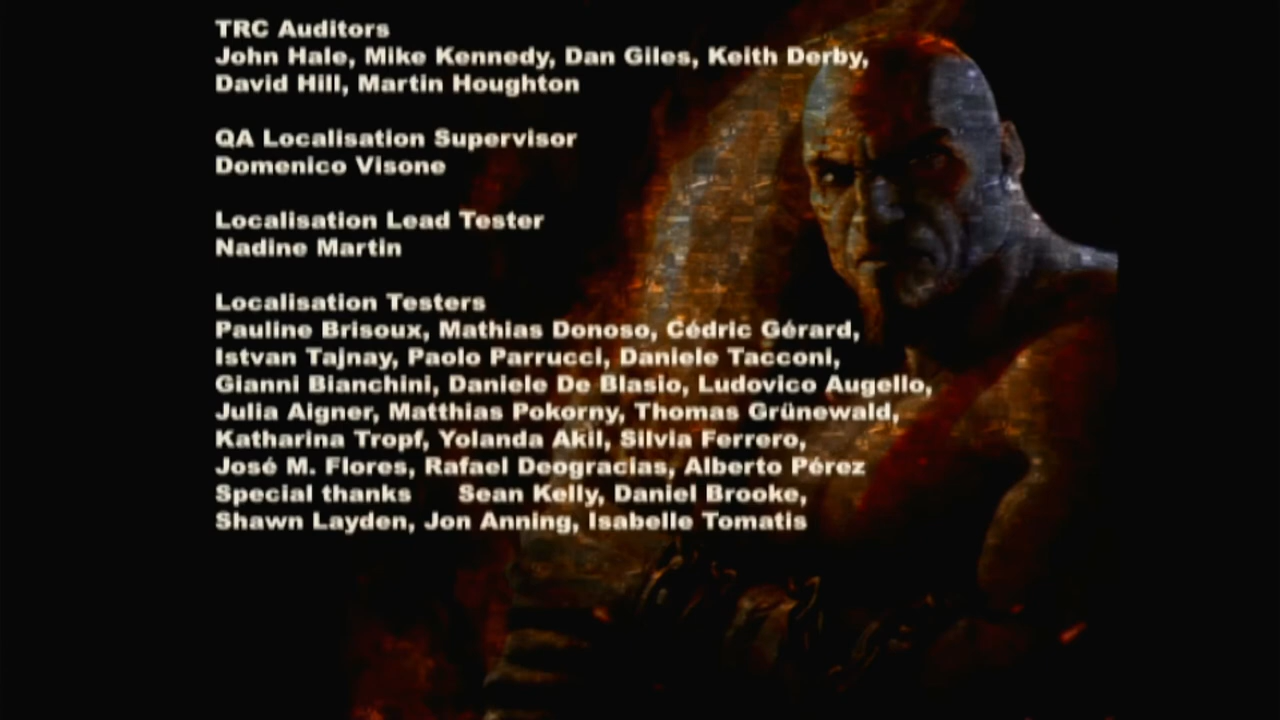 TRC Auditors
John Hale, Mike Kennedy, Dan Giles, Keith Derby,
David Hill, Martin Houghton
QA Localisation Supervisor
Domenico Visone
Localisation Lead Tester
Nadine Martin
Localisation Testers
Pauline Brisoux, Mathias Donoso, Cédric Gérard,
Istvan Tajnay, Paolo Parrucci, Daniele Tacconi,
Gianni Bianchini, Daniele De Blasio, Ludovico Augello,
Julia Aigner, Matthias Pokorny, Thomas Grünewald,
Katharina Tropf, Yolanda Akil, Silvia Ferrero,
José M. Flores, Rafael Deogracias, Alberto Pérez
Special thanks Sean Kelly, Daniel Brooke,
Shawn Layden, Jon Anning, Isabelle Tomatis